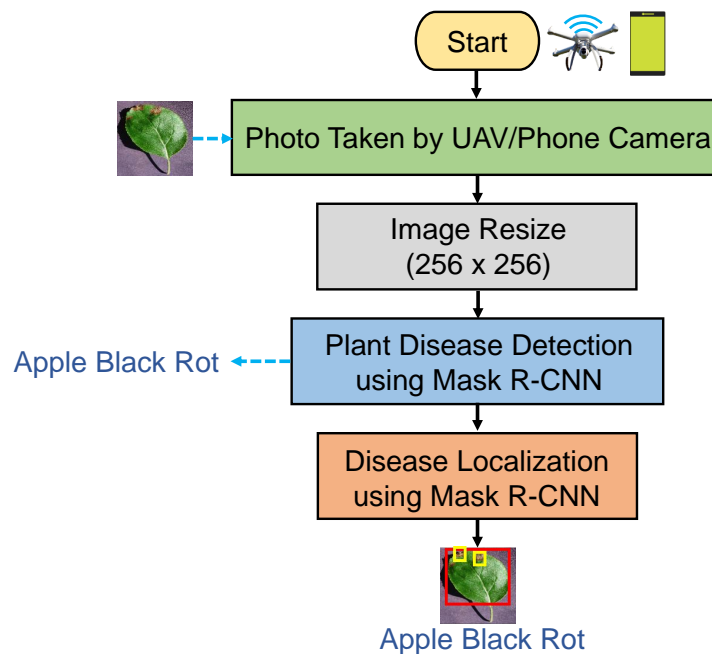 Start
Photo Taken by UAV/Phone Camera
Image Resize
(256 x 256)
Plant Disease Detection
using Mask R-CNN
Apple Black Rot
Disease Localization
using Mask R-CNN
Apple Black Rot